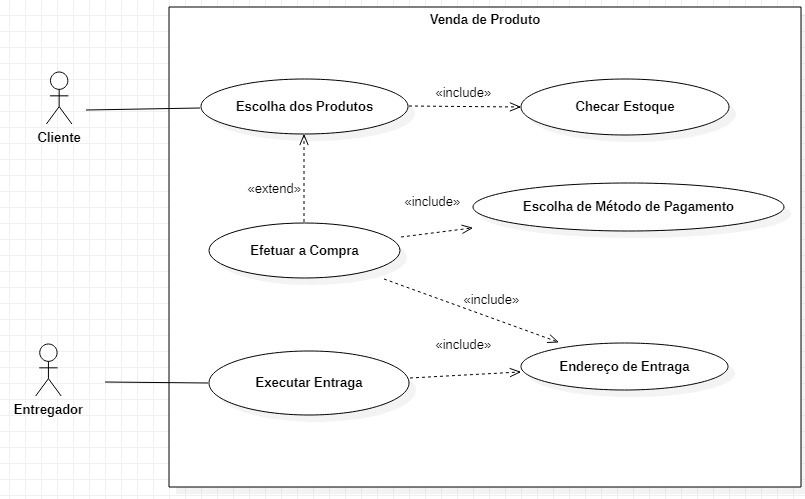 Venda de Produto
Cliente
Escolha dos Produtos
«include»
Checar Estoque
«extend»
«include»
Escolha de Método de Pagamento
Efetuar a Compra
«include»
Entregador
Executar Entraga
«include»
Endereço de Entraga